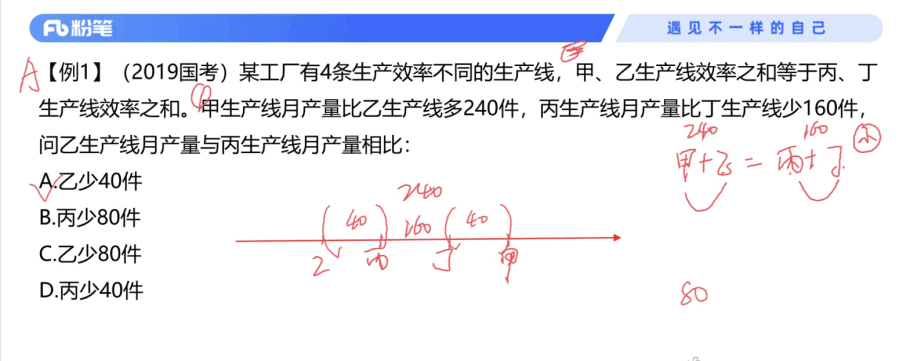 粉笔
遇见不一样的自己
A【例1】（2019国考）某工厂有4条生产效率不同的生产线，甲、乙生产线效率之和等于丙、丁
生产线效率之和。①甲生产线月产量比乙生产线多240件，丙生产线月产量比丁生产线少160件，
问乙生产线月产量与丙生产线月产量相比：
240 160
甲+乙=丙+丁
A.乙少40件
B.丙少80件
C.乙少80件
D.丙少40件
240
40 160 40
乙 丙 丁 甲
80